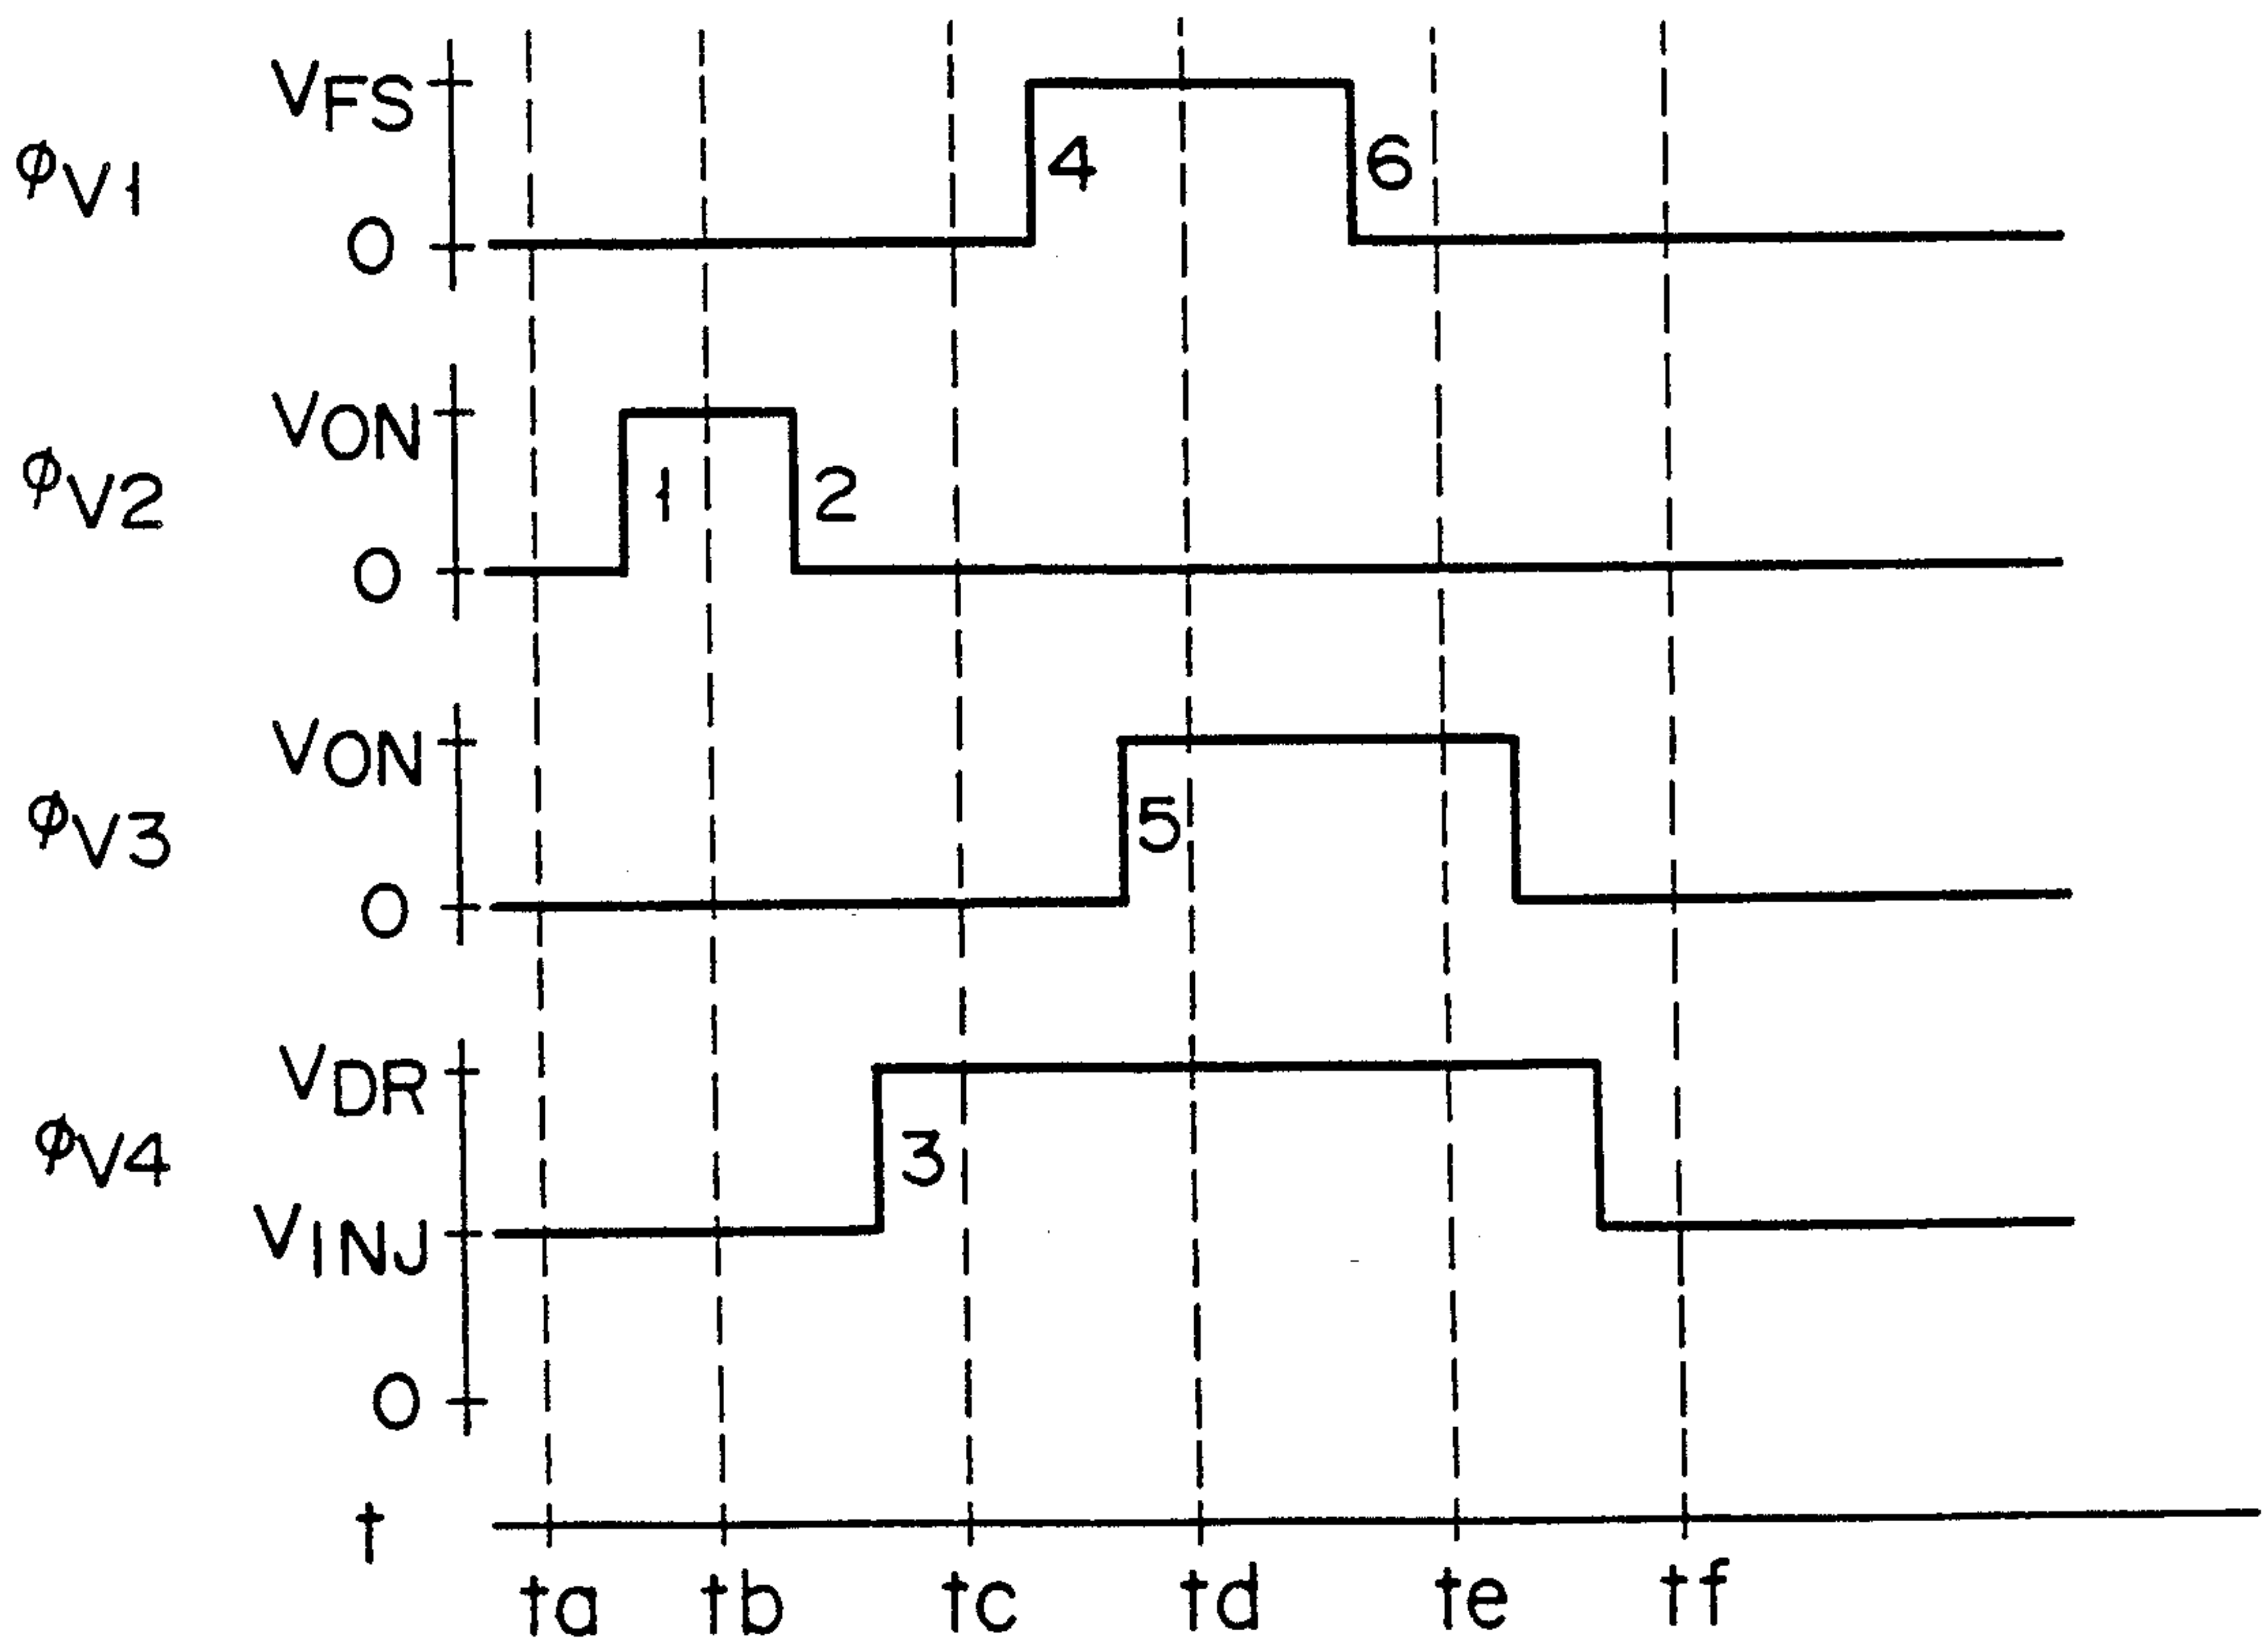 VFS
φV1
4
6
0
VON
φV2
1
2
0
VON
φV3
5
0
VDR
φV4
3
VINJ
0
t
ta tb tc td te tf